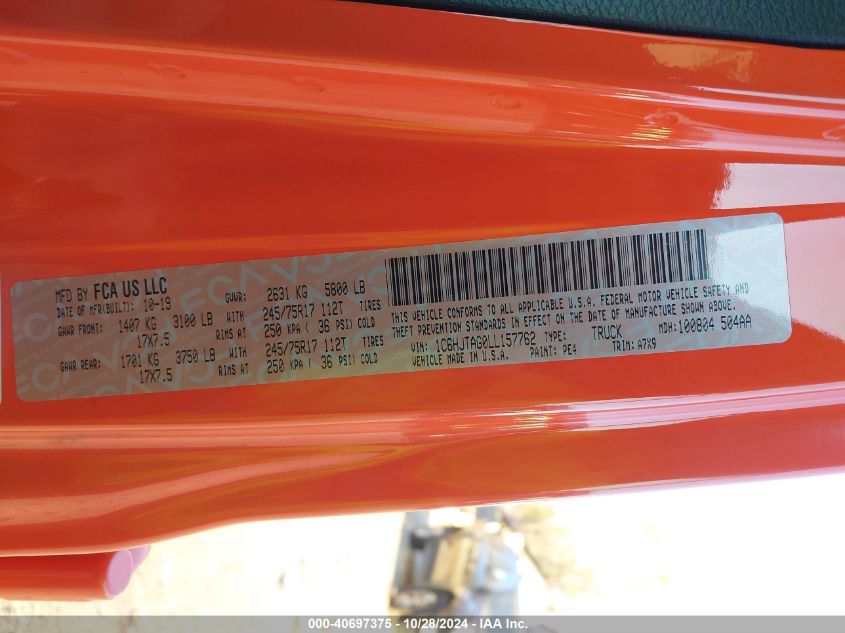 MFD BY FCA US LLC
DATE OF MFR(BUILT): 10-19 GVWR: 2631 KG 5800 LB
GAWR FRONT: 1407 KG 3100 LB WITH 245/75R17 112T TIRES
17X7.5 RIMS AT 250 KPA ( 36 PSI) COLD
GAWR REAR: 1701 KG 3750 LB WITH 245/75R17 112T TIRES
17X7.5 RIMS AT 250 KPA ( 36 PSI) COLD
THIS VEHICLE CONFORMS TO ALL APPLICABLE U.S.A. FEDERAL MOTOR VEHICLE SAFETY AND
THEFT PREVENTION STANDARDS IN EFFECT ON THE DATE OF MANUFACTURE SHOWN ABOVE.
VIN: 1C6HJTAG0LL157762 TYPE: TRUCK MDH: 100804 504AA
MADE IN U.S.A. PAINT: PE4 TRIM: A7X9
000-40697375 - 10/28/2024 - IAA Inc.